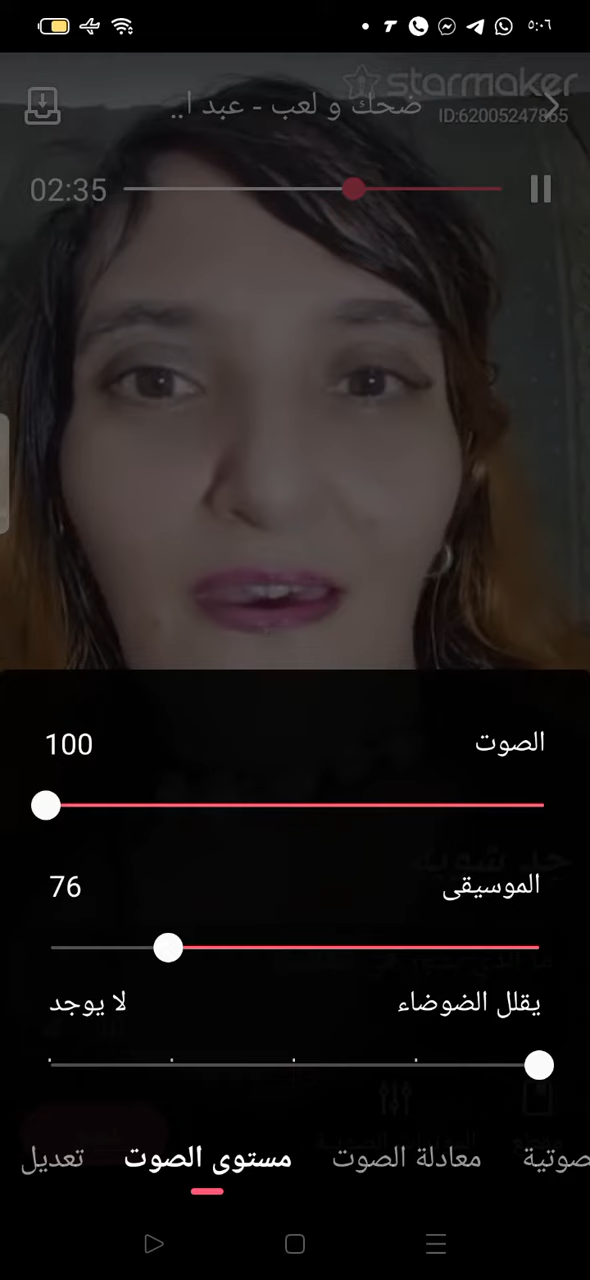 ٥:٠٦
starmaker
ضحك و لعب - عبد ا..
ID:62005247865
02:35
الصوت 100
الموسيقى 76
يقلل الضوضاء لا يوجد
صوتية معادلة الصوت مستوى الصوت تعديل